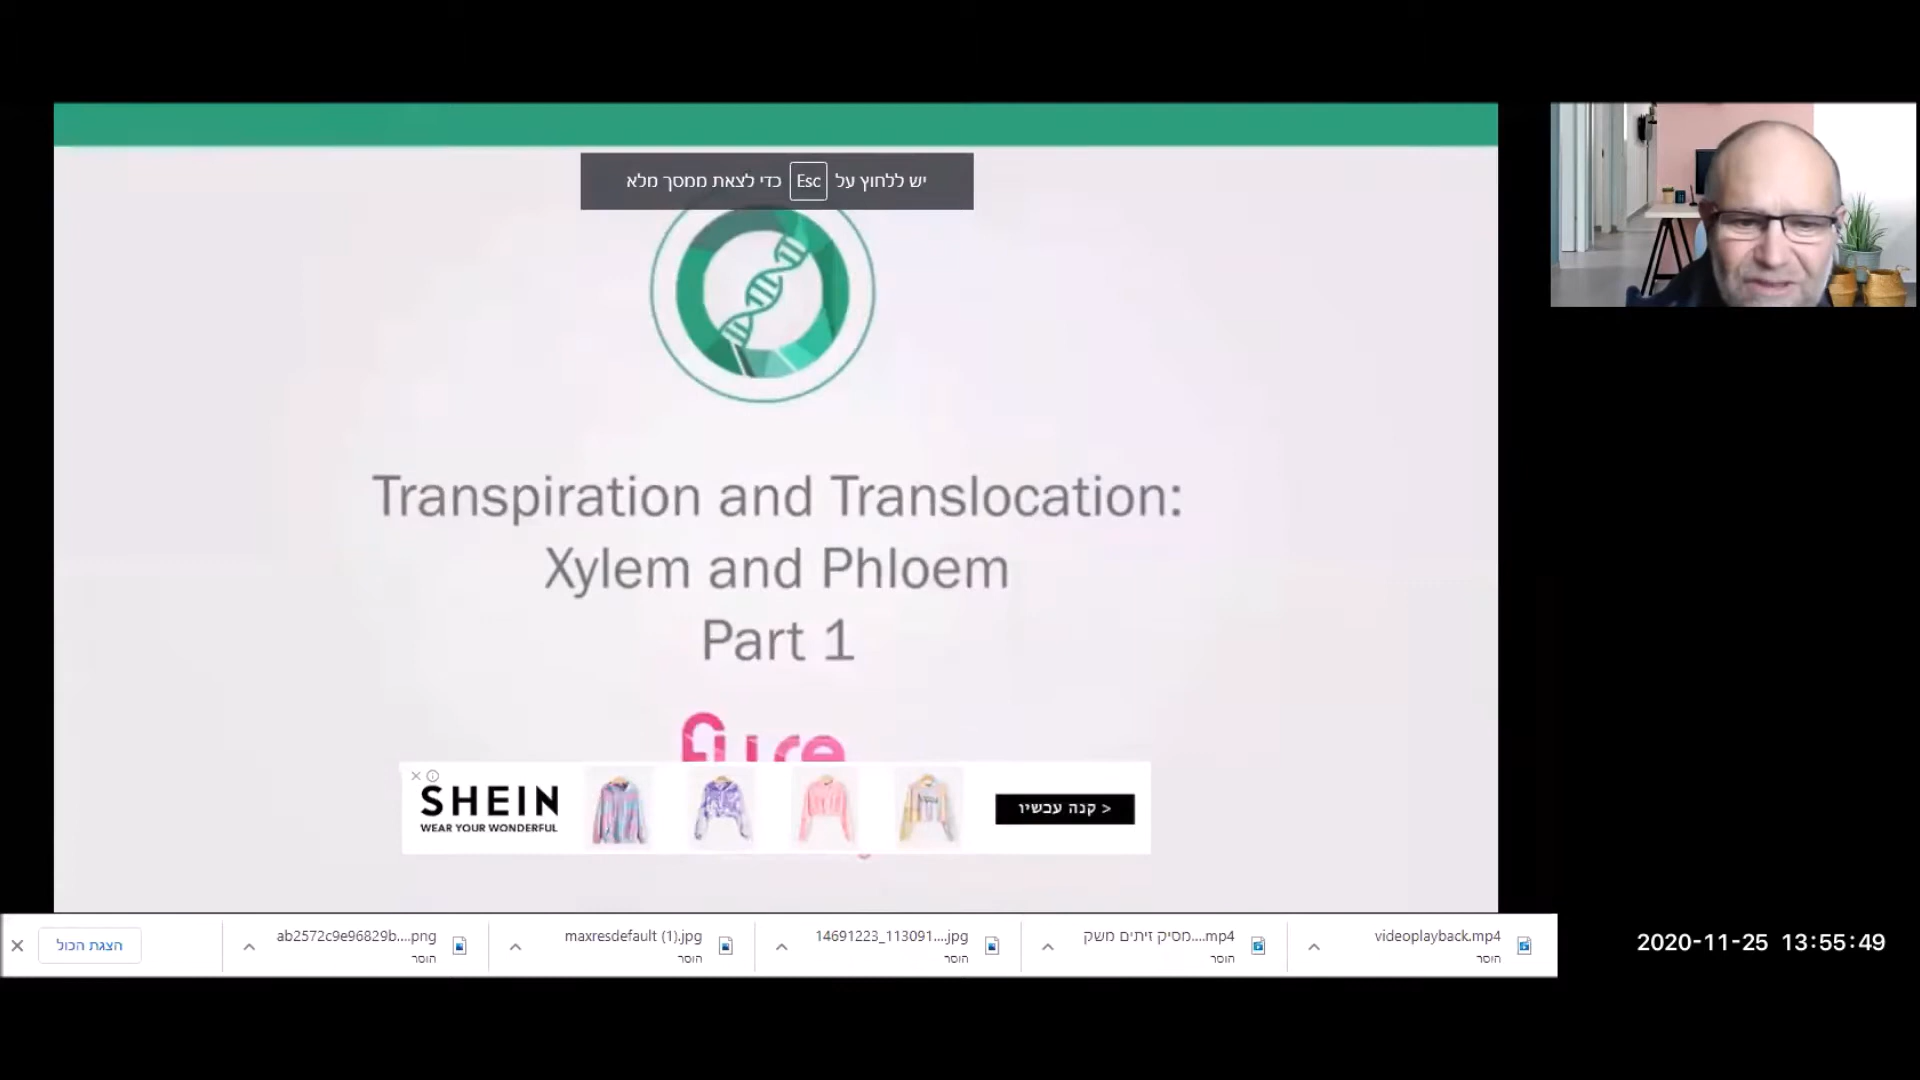 יש ללחוץ על Esc כדי לצאת ממסך מלא
Transpiration and Translocation:
Xylem and Phloem
Part 1
SHEIN
WEAR YOUR WONDERFUL
קנה עכשיו >
הצגת הכול
ab2572c9e96829b....png
הוסר
maxresdefault (1).jpg
הוסר
14691223_113091....jpg
הוסר
מסיק זיתים משק....mp4
הוסר
videoplayback.mp4
הוסר
2020-11-25 13:55:49